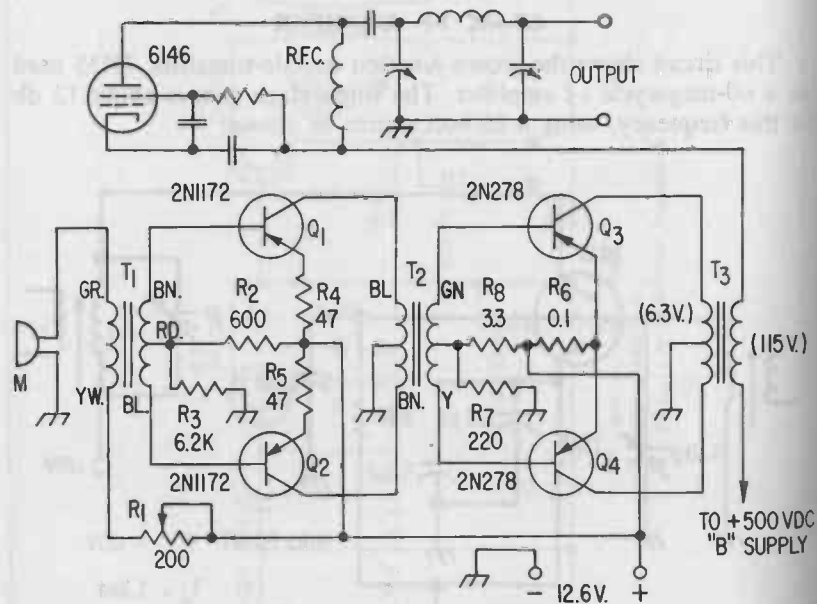 6146
R.F.C.
OUTPUT
2N1172
2N278
Q1
Q3
T1
T2
T3
GR.
BN.
BL
GN
R2
600
R4
47
R8
33
R6
0.1
(6.3V.)
(115V.)
RD.
M
YW.
BL.
R3
6.2K
R5
47
BN.
Y
R7
220
Q2
Q4
2N1172
2N278
R1
200
TO +500 VDC
"B" SUPPLY
- 12.6V. +